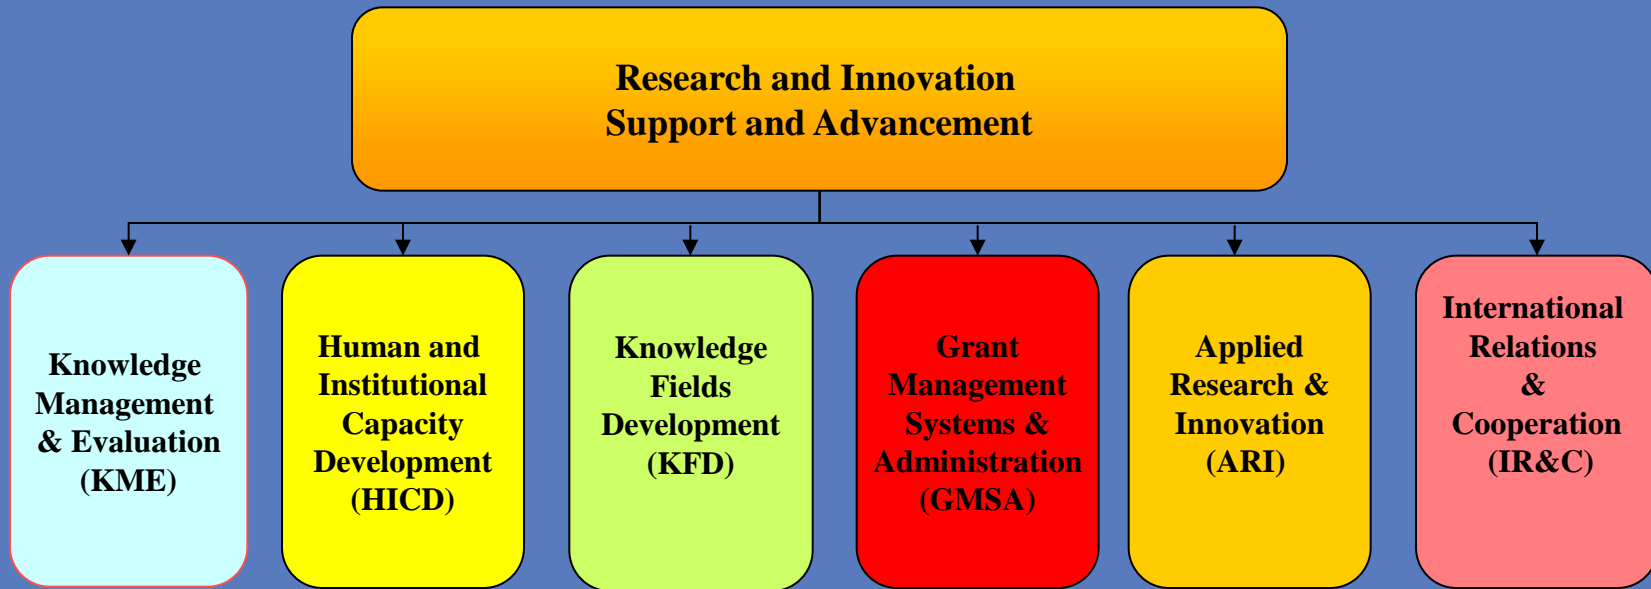 Research and Innovation
Support and Advancement
Knowledge
Management
& Evaluation
(KME)
Human and
Institutional
Capacity
Development
(HICD)
Knowledge
Fields
Development
(KFD)
Grant
Management
Systems &
Administration
(GMSA)
Applied
Research &
Innovation
(ARI)
International
Relations
&
Cooperation
(IR&C)